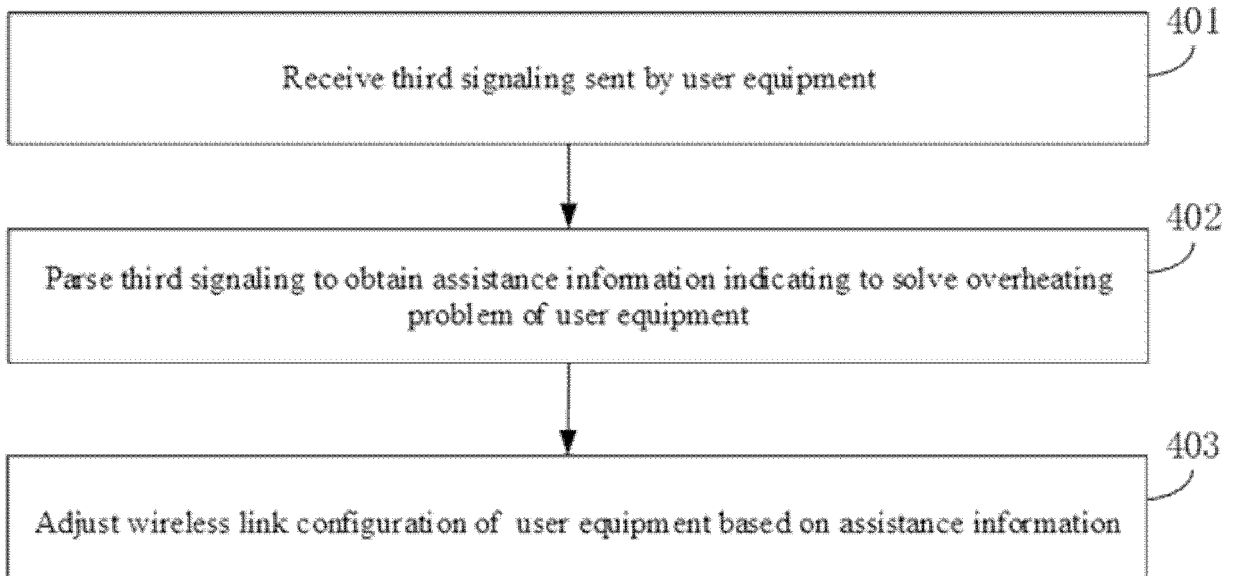 401
Receive third signaling sent by user equipment
402
Parse third signaling to obtain assistance information indicating to solve overheating
problem of user equipment
403
Adjust wireless link configuration of user equipment based on assistance information